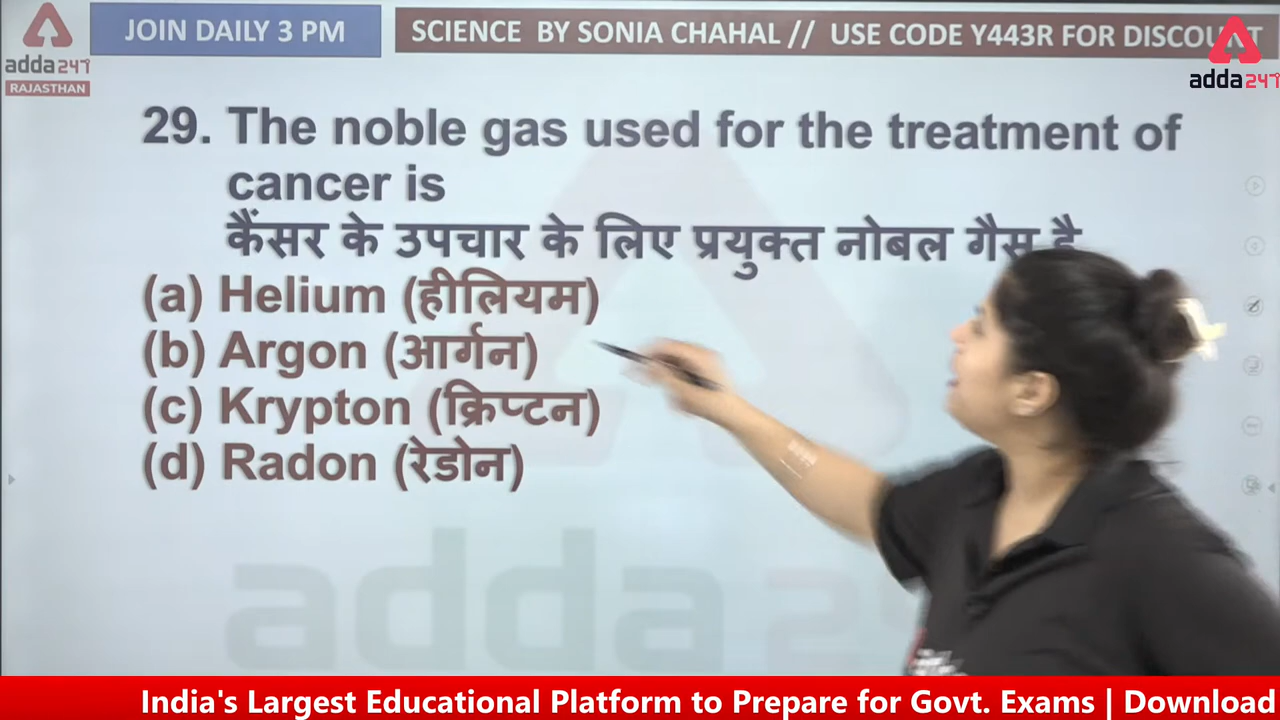 JOIN DAILY 3 PM
SCIENCE BY SONIA CHAHAL // USE CODE Y443R FOR DISCOUNT
adda247
RAJASTHAN
adda247
29. The noble gas used for the treatment of
cancer is
कैंसर के उपचार के लिए प्रयुक्त नोबल गैस है
(a) Helium (हीलियम)
(b) Argon (आर्गन)
(c) Krypton (क्रिप्टन)
(d) Radon (रेडोन)
adda247
India's Largest Educational Platform to Prepare for Govt. Exams | Download